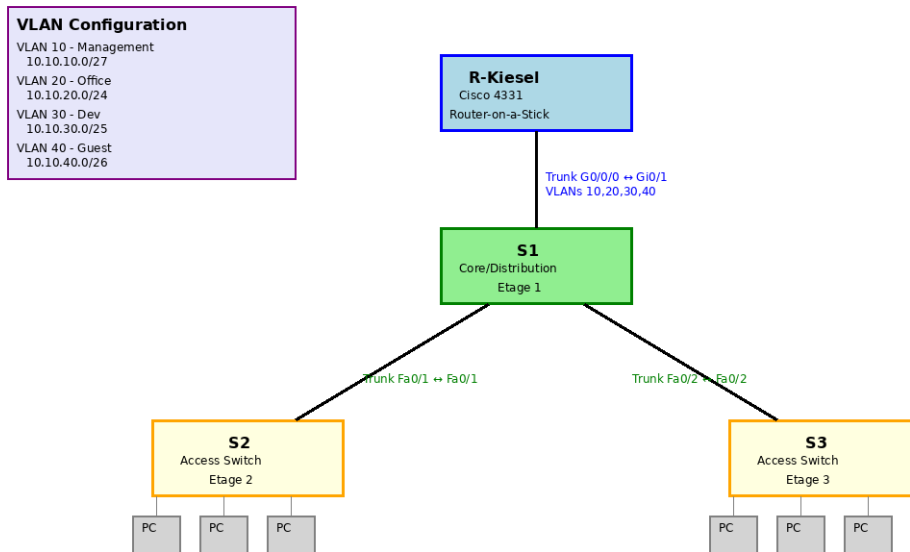 VLAN Configuration
VLAN 10 - Management
10.10.10.0/27
VLAN 20 - Office
10.10.20.0/24
VLAN 30 - Dev
10.10.30.0/25
VLAN 40 - Guest
10.10.40.0/26
R-Kiesel
Cisco 4331
Router-on-a-Stick
Trunk G0/0/0 ↔ Gi0/1
VLANs 10,20,30,40
S1
Core/Distribution
Etage 1
Trunk Fa0/1 ↔ Fa0/1
Trunk Fa0/2 ↔ Fa0/2
S2
Access Switch
Etage 2
S3
Access Switch
Etage 3
PC
PC
PC
PC
PC
PC